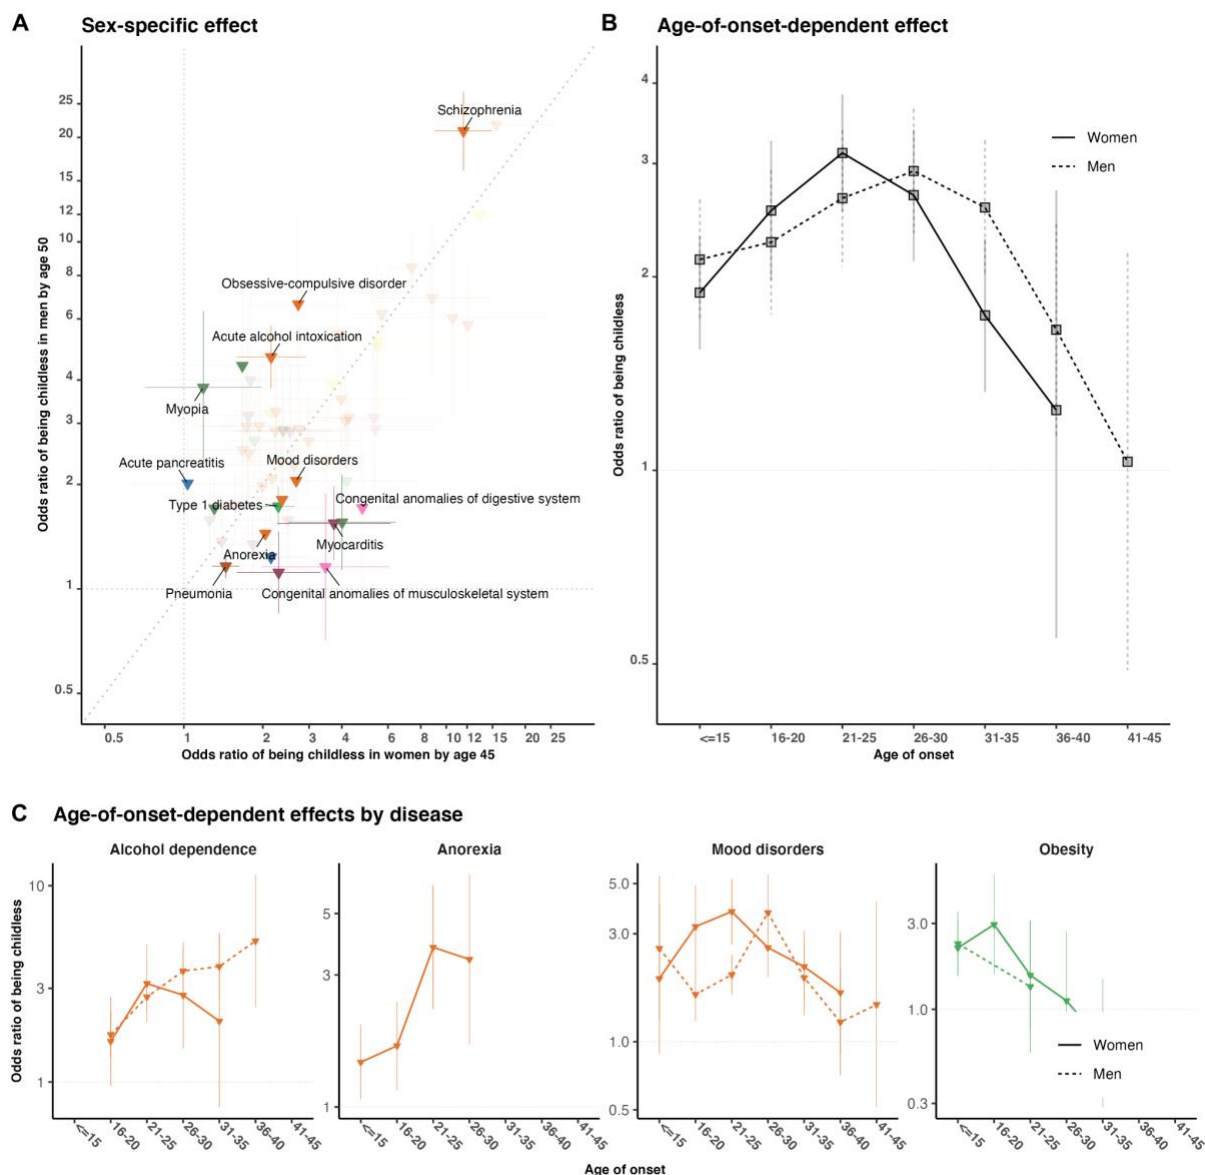 A Sex-specific effect
Odds ratio of being childless in men by age 50
25
20
15
12
10
8
6
4
3
2
1
0.5
Schizophrenia
Obsessive-compulsive disorder
Acute alcohol intoxication
Myopia
Acute pancreatitis
Mood disorders
Type 1 diabetes
Congenital anomalies of digestive system
Anorexia
Myocarditis
Pneumonia
Congenital anomalies of musculoskeletal system
0.5 1 2 3 4 6 8 10 12 15 20 25
Odds ratio of being childless in women by age 45
B Age-of-onset-dependent effect
Odds ratio of being childless
4
3
2
1
0.5
Women
Men
<=15 16-20 21-25 26-30 31-35 36-40 41-45
Age of onset
C Age-of-onset-dependent effects by disease
Odds ratio of being childless
Alcohol dependence
10
3
1
<=15 16-20 21-25 26-30 31-35 36-40 41-45
Anorexia
5
3
1
<=15 16-20 21-25 26-30 31-35 36-40 41-45
Mood disorders
5.0
3.0
1.0
0.5
<=15 16-20 21-25 26-30 31-35 36-40 41-45
Obesity
3.0
1.0
0.3
Women
Men
<=15 16-20 21-25 26-30 31-35 36-40 41-45
Age of onset